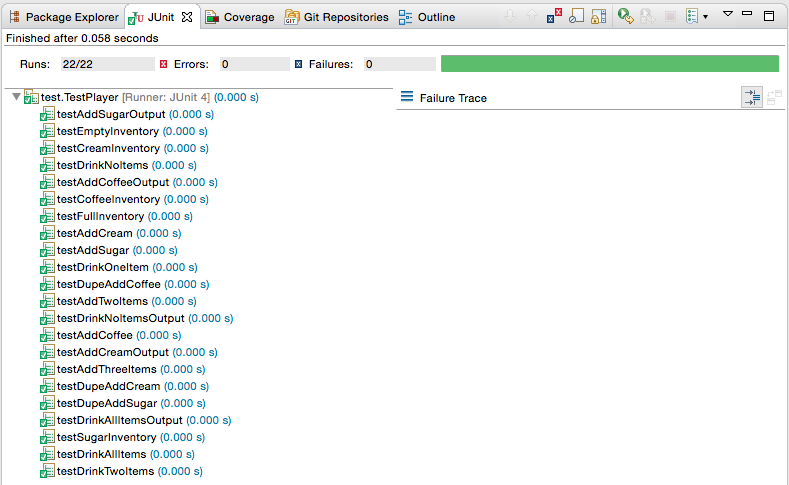 Package Explorer JUnit Coverage Git Repositories Outline
Finished after 0.058 seconds
Runs: 22/22 Errors: 0 Failures: 0
test.TestPlayer [Runner: JUnit 4] (0.000 s)
Failure Trace
testAddSugarOutput (0.000 s)
testEmptyInventory (0.000 s)
testCreamInventory (0.000 s)
testDrinkNoItems (0.000 s)
testAddCoffeeOutput (0.000 s)
testCoffeeInventory (0.000 s)
testFullInventory (0.000 s)
testAddCream (0.000 s)
testAddSugar (0.000 s)
testDrinkOneItem (0.000 s)
testDupeAddCoffee (0.000 s)
testAddTwoItems (0.000 s)
testDrinkNoItemsOutput (0.000 s)
testAddCoffee (0.000 s)
testAddCreamOutput (0.000 s)
testAddThreeItems (0.000 s)
testDupeAddCream (0.000 s)
testDupeAddSugar (0.000 s)
testDrinkAllItemsOutput (0.000 s)
testSugarInventory (0.000 s)
testDrinkAllItems (0.000 s)
testDrinkTwoItems (0.000 s)